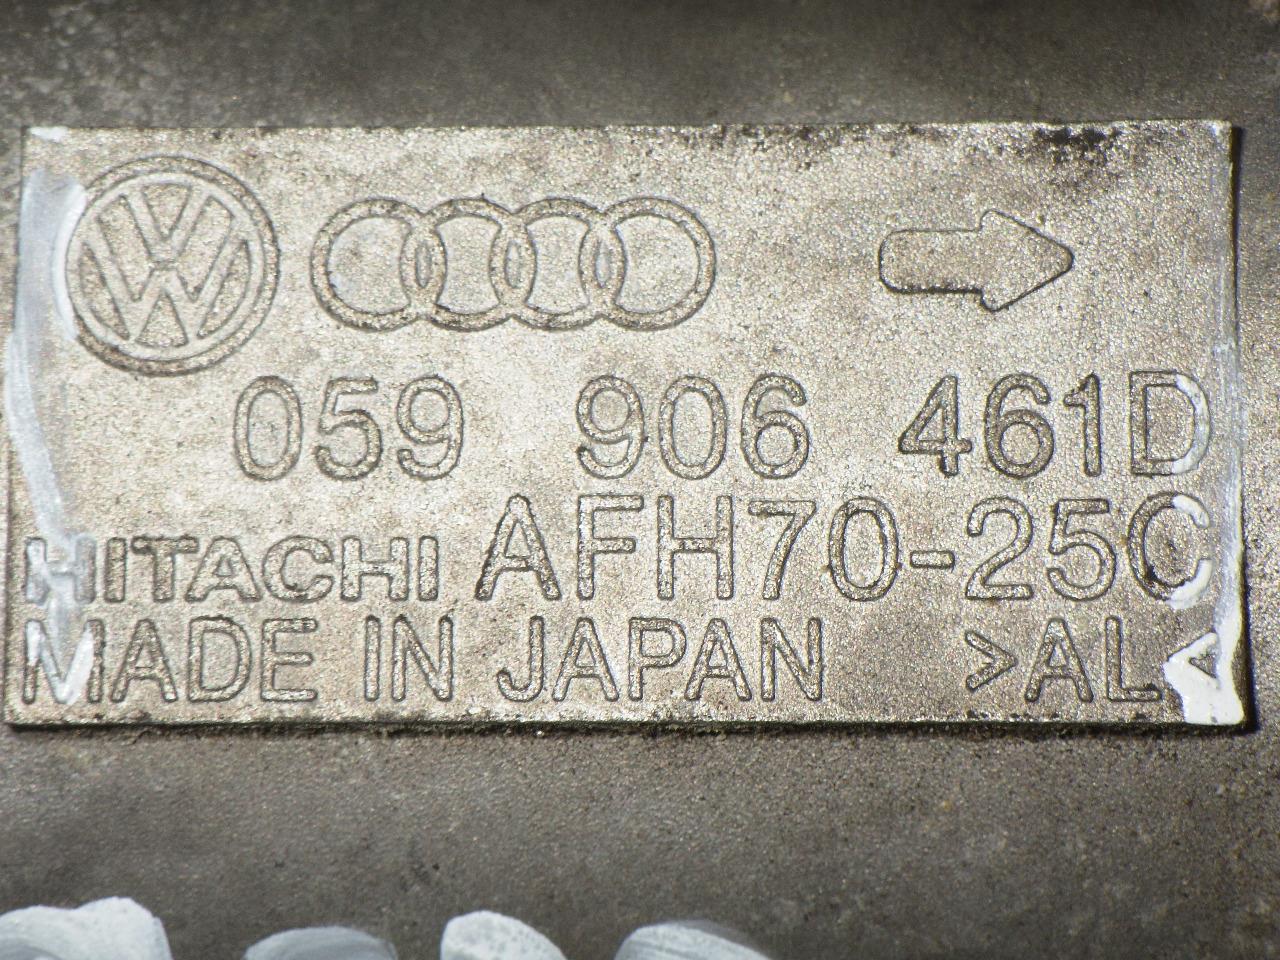 059 906 461D
HITACHI AFH70-25C
MADE IN JAPAN >AL<